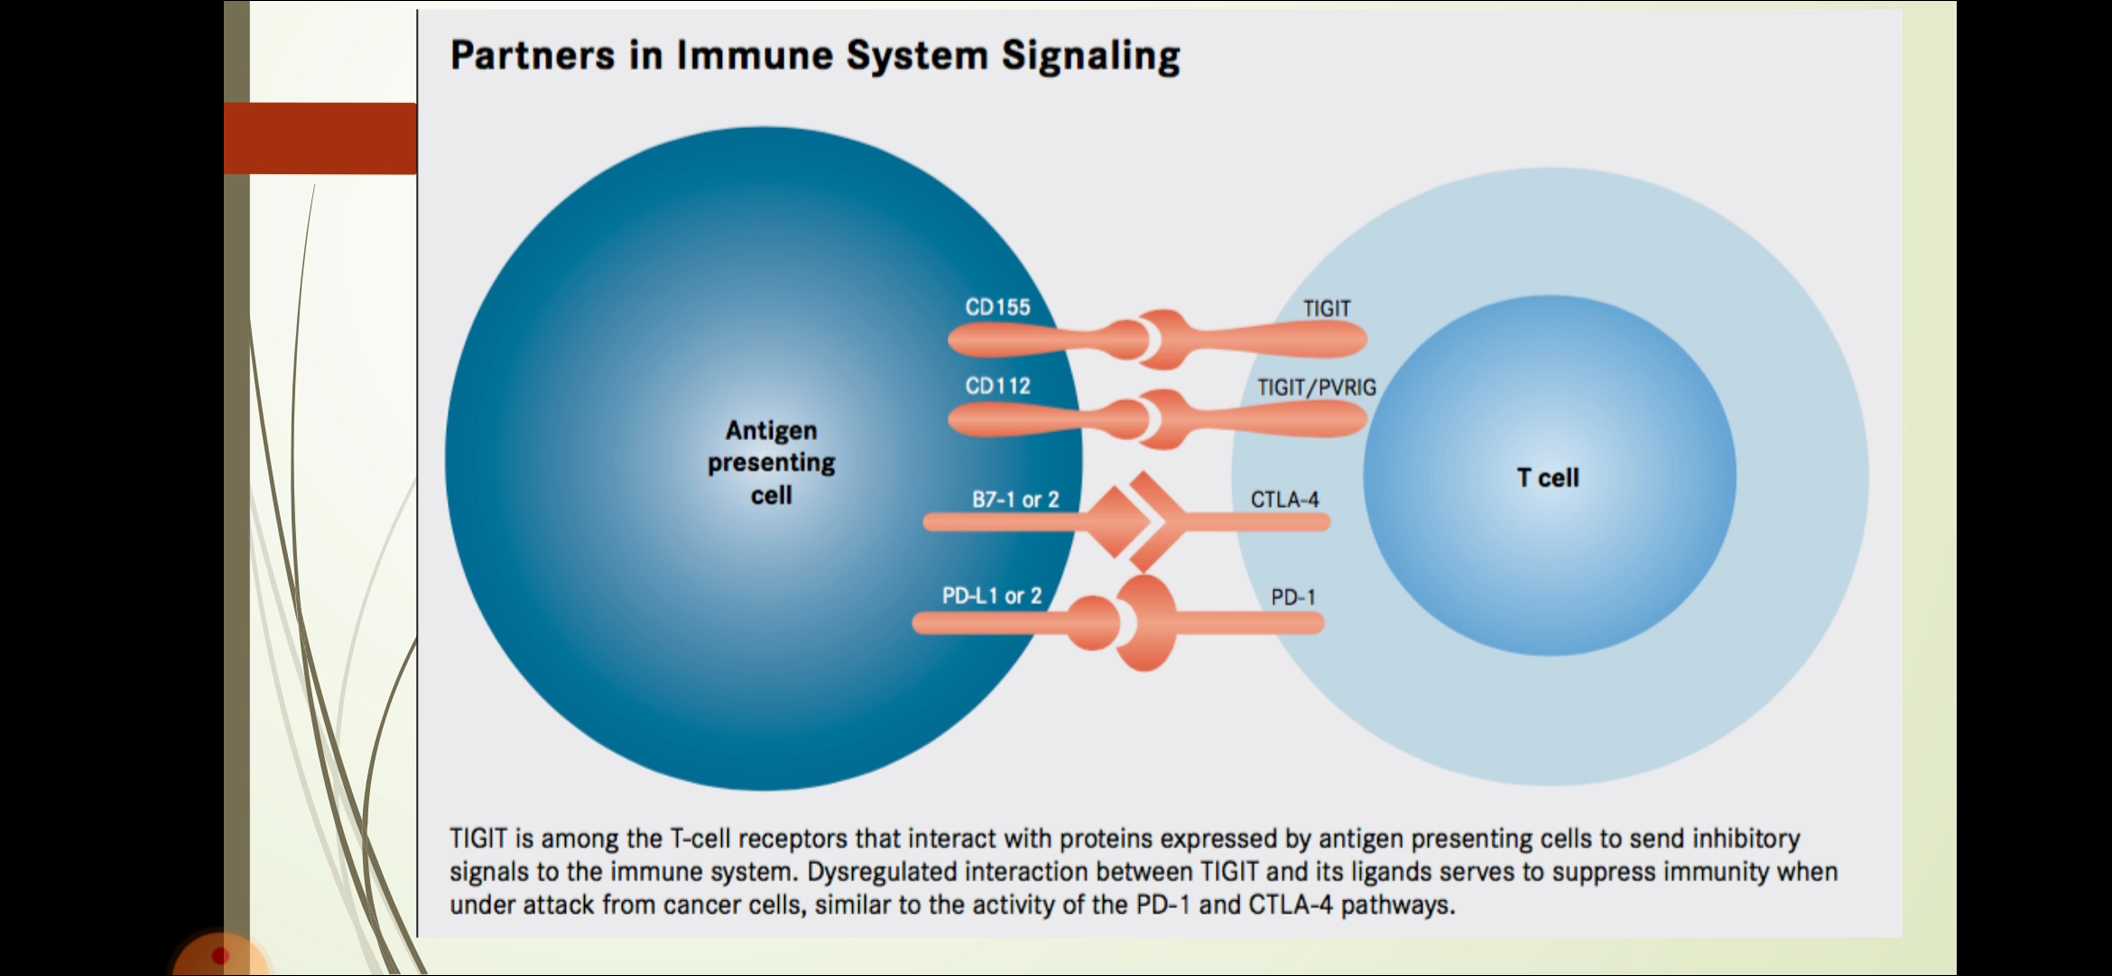 Partners in Immune System Signaling
CD155
TIGIT
CD112
TIGIT/PVRIG
Antigen
presenting
cell
T cell
B7-1 or 2
CTLA-4
PD-L1 or 2
PD-1
TIGIT is among the T-cell receptors that interact with proteins expressed by antigen presenting cells to send inhibitory
signals to the immune system. Dysregulated interaction between TIGIT and its ligands serves to suppress immunity when
under attack from cancer cells, similar to the activity of the PD-1 and CTLA-4 pathways.